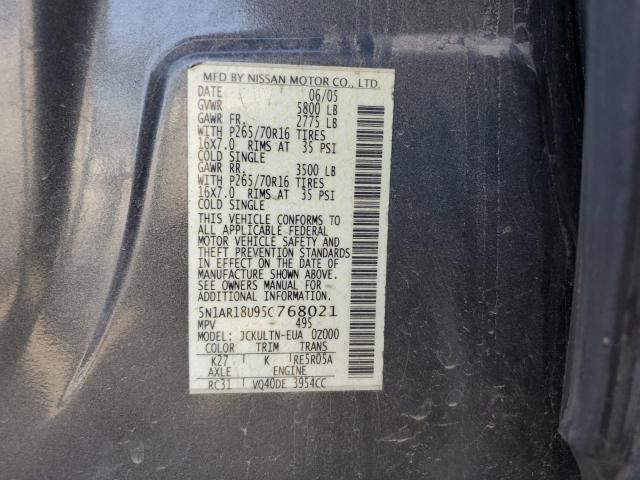 MFD BY NISSAN MOTOR CO., LTD.
DATE 06/05
GVWR 5800 LB
GAWR FR. 2775 LB
WITH P265/70R16 TIRES
16X7.0 RIMS AT 35 PSI
COLD SINGLE
GAWR RR. 3500 LB
WITH P265/70R16 TIRES
16X7.0 RIMS AT 35 PSI
COLD SINGLE
THIS VEHICLE CONFORMS TO
ALL APPLICABLE FEDERAL
MOTOR VEHICLE SAFETY AND
THEFT PREVENTION STANDARDS
IN EFFECT ON THE DATE OF
MANUFACTURE SHOWN ABOVE.
SEE OWNERS MANUAL FOR
ADDITIONAL INFORMATION.
5N1AR18U95C768021
MPV 495
MODEL: JCKULTN-EUA 0Z000
COLOR TRIM TRANS
K27 K RE5R05A
AXLE ENGINE
RC31 VQ40DE 3954CC